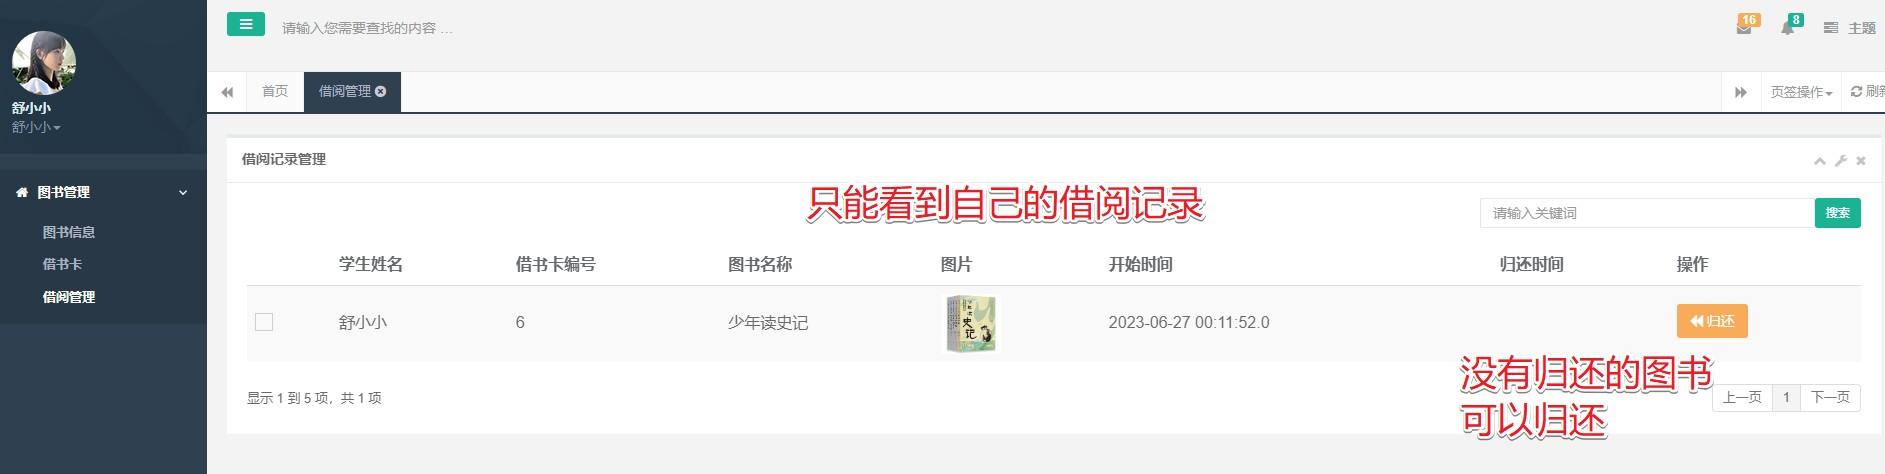 请输入您需要查找的内容 …
16
8
主题
舒小小
舒小小
首页
借阅管理
页签操作
刷新
借阅记录管理
图书管理
图书信息
借书卡
借阅管理
只能看到自己的借阅记录
请输入关键词
搜索
学生姓名 借书卡编号 图书名称 图片 开始时间 归还时间 操作
舒小小 6 少年读史记 史记 2023-06-27 00:11:52.0 归还
没有归还的图书
可以归还
显示 1 到 5 项，共 1 项
上一页 1 下一页